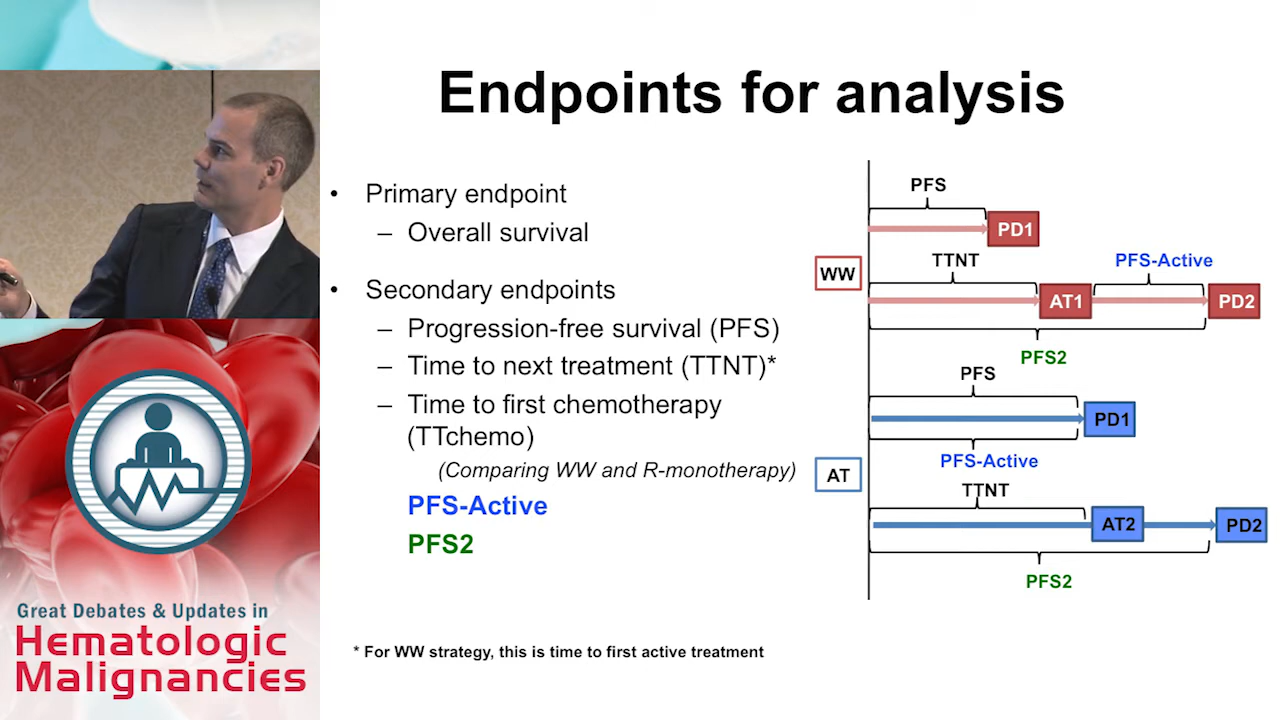 Endpoints for analysis
• Primary endpoint
– Overall survival
• Secondary endpoints
– Progression-free survival (PFS)
– Time to next treatment (TTNT)*
– Time to first chemotherapy
(TTchemo)
(Comparing WW and R-monotherapy)
PFS-Active
PFS2
* For WW strategy, this is time to first active treatment
PFS
PD1
WW
TTNT
PFS-Active
AT1
PD2
PFS2
PFS
PD1
PFS-Active
AT
TTNT
AT2
PD2
PFS2
Great Debates & Updates in
Hematologic
Malignancies